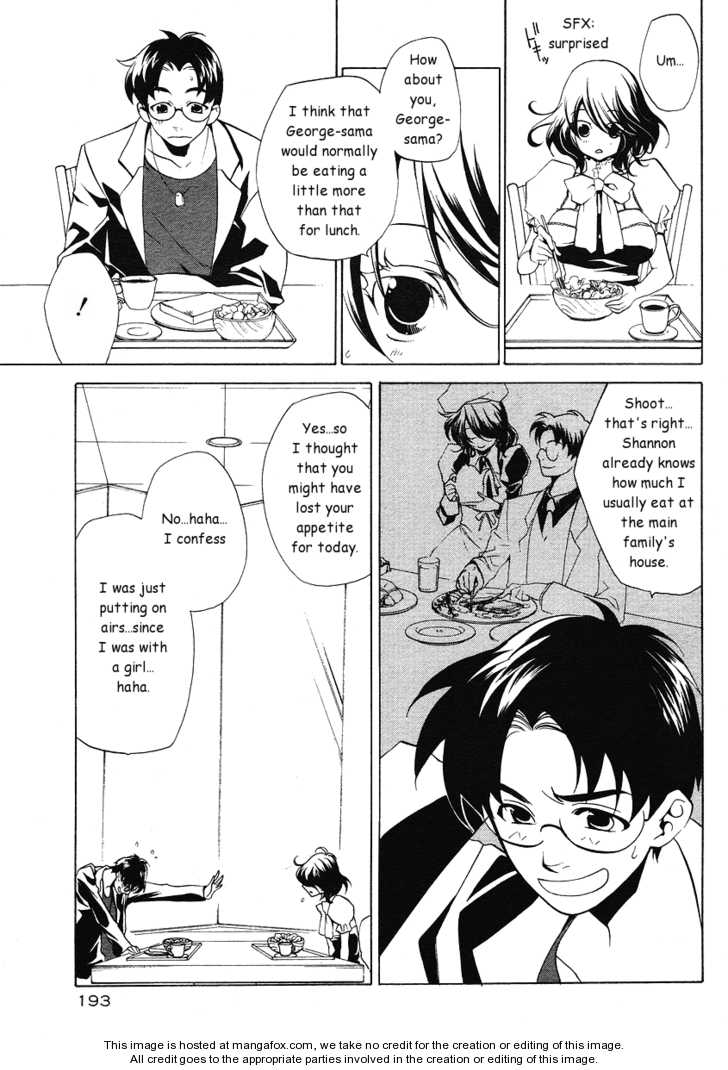 Um...
SFX:
surprised
ドキッ
How
about
you,
George-
sama?
I think that
George-sama
would normally
be eating a
little more
than that
for lunch.
!
Shoot...
that's right...
Shannon
already knows
how much I
usually eat at
the main
family's
house.
Yes...so
I thought
that you
might have
lost your
appetite
for today.
No...haha...
I confess
I was just
putting on
airs...since
I was with
a girl...
haha.
193
This image is hosted at mangafox.com, we take no credit for the creation or editing of this image.
All credit goes to the appropriate parties involved in the creation or editing of this image.